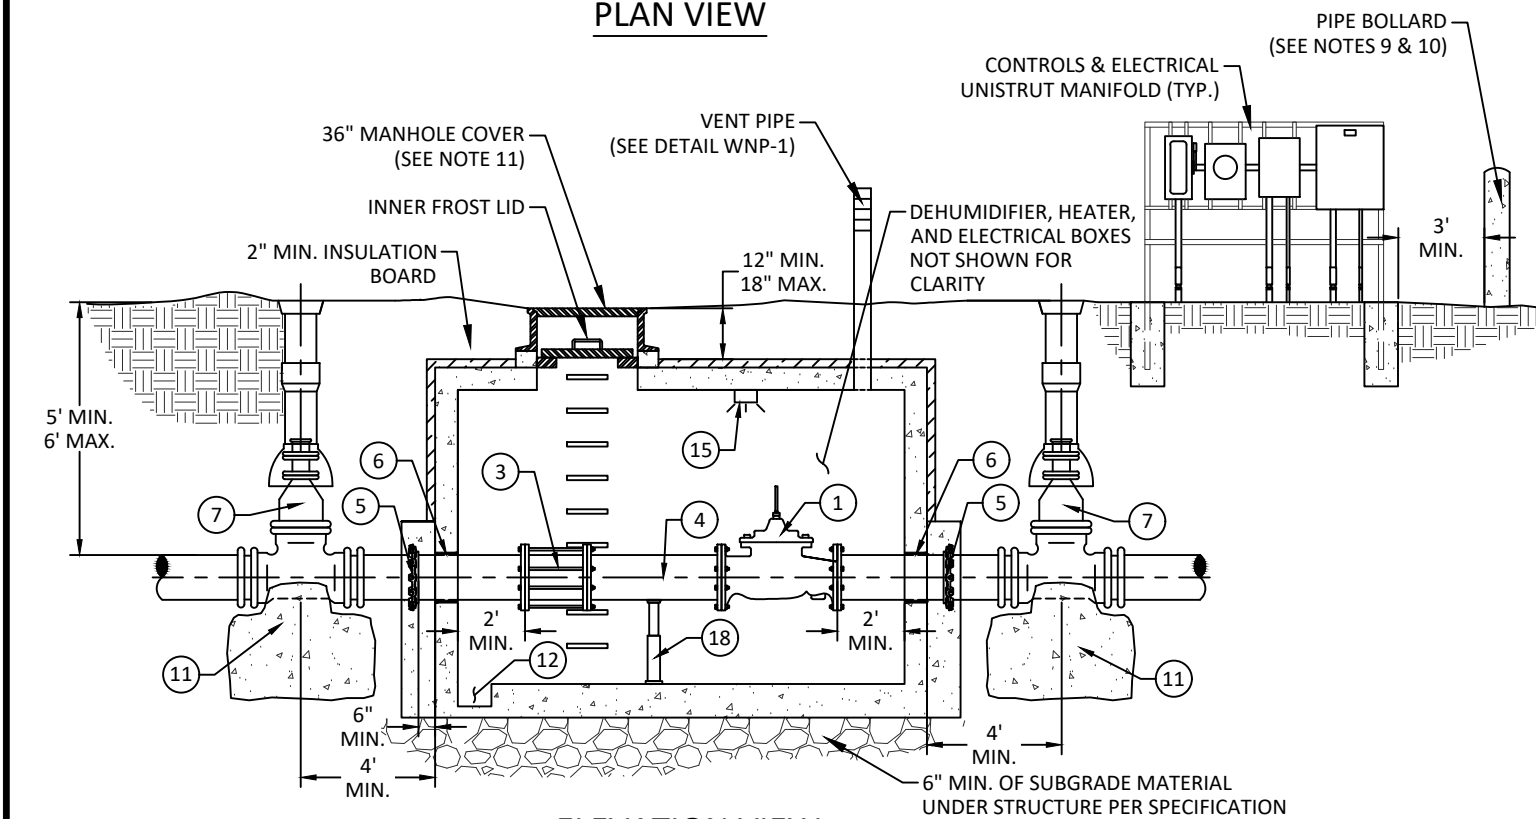 PLAN VIEW
PIPE BOLLARD
(SEE NOTES 9 & 10)
CONTROLS & ELECTRICAL
UNISTRUT MANIFOLD (TYP.)
VENT PIPE
(SEE DETAIL WNP-1)
36" MANHOLE COVER
(SEE NOTE 11)
INNER FROST LID
2" MIN. INSULATION
BOARD
DEHUMIDIFIER, HEATER,
AND ELECTRICAL BOXES
NOT SHOWN FOR
CLARITY
12" MIN.
18" MAX.
3'
MIN.
5' MIN.
6' MAX.
15
6
3
6
5
1
5
7
4
7
2'
MIN.
2'
MIN.
18
12
11
11
6"
MIN.
4'
MIN.
4'
MIN.
6" MIN. OF SUBGRADE MATERIAL
UNDER STRUCTURE PER SPECIFICATION
ELEVATION VIEW